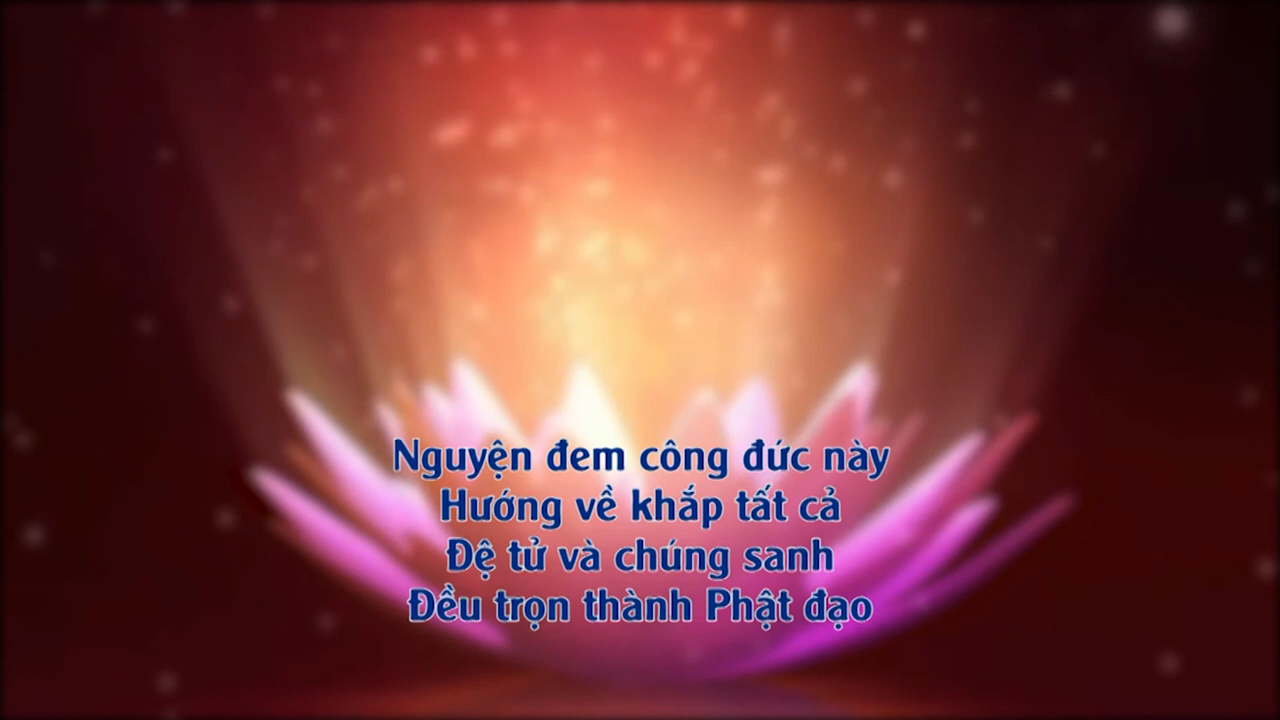 Nguyện đem công đức này
Hướng về khắp tất cả
Đệ tử và chúng sanh
Đều trọn thành Phật đạo